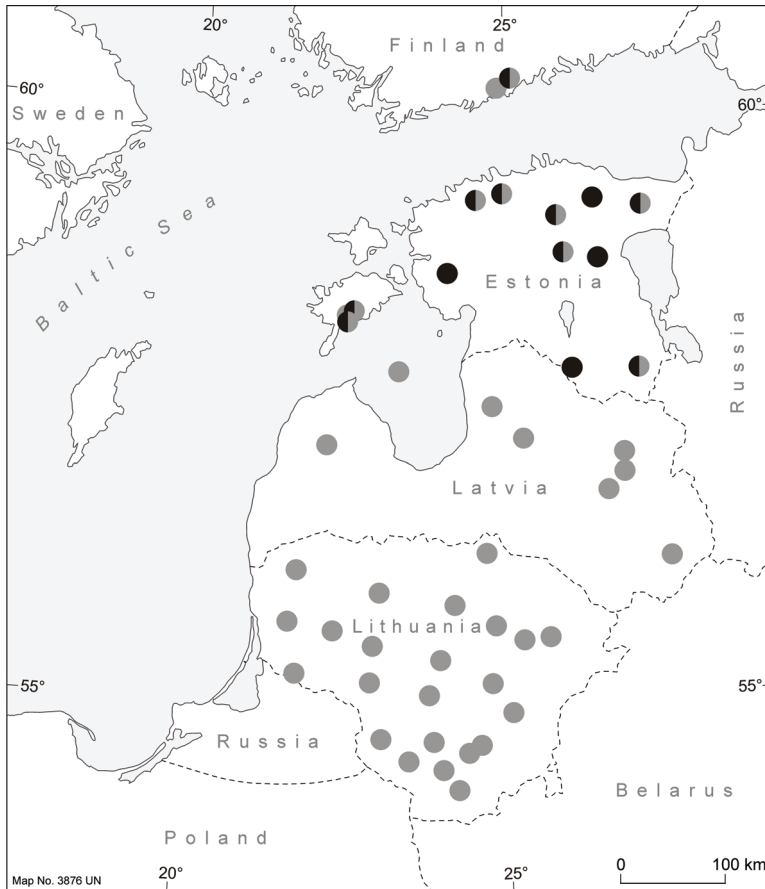 20° 25°
Finland
60°
60°
Sweden
Baltic Sea
Estonia
Russia
Latvia
Lithuania
55° 55°
Russia
Belarus
Poland
0 100 km
Map No. 3876 UN 20° 25°